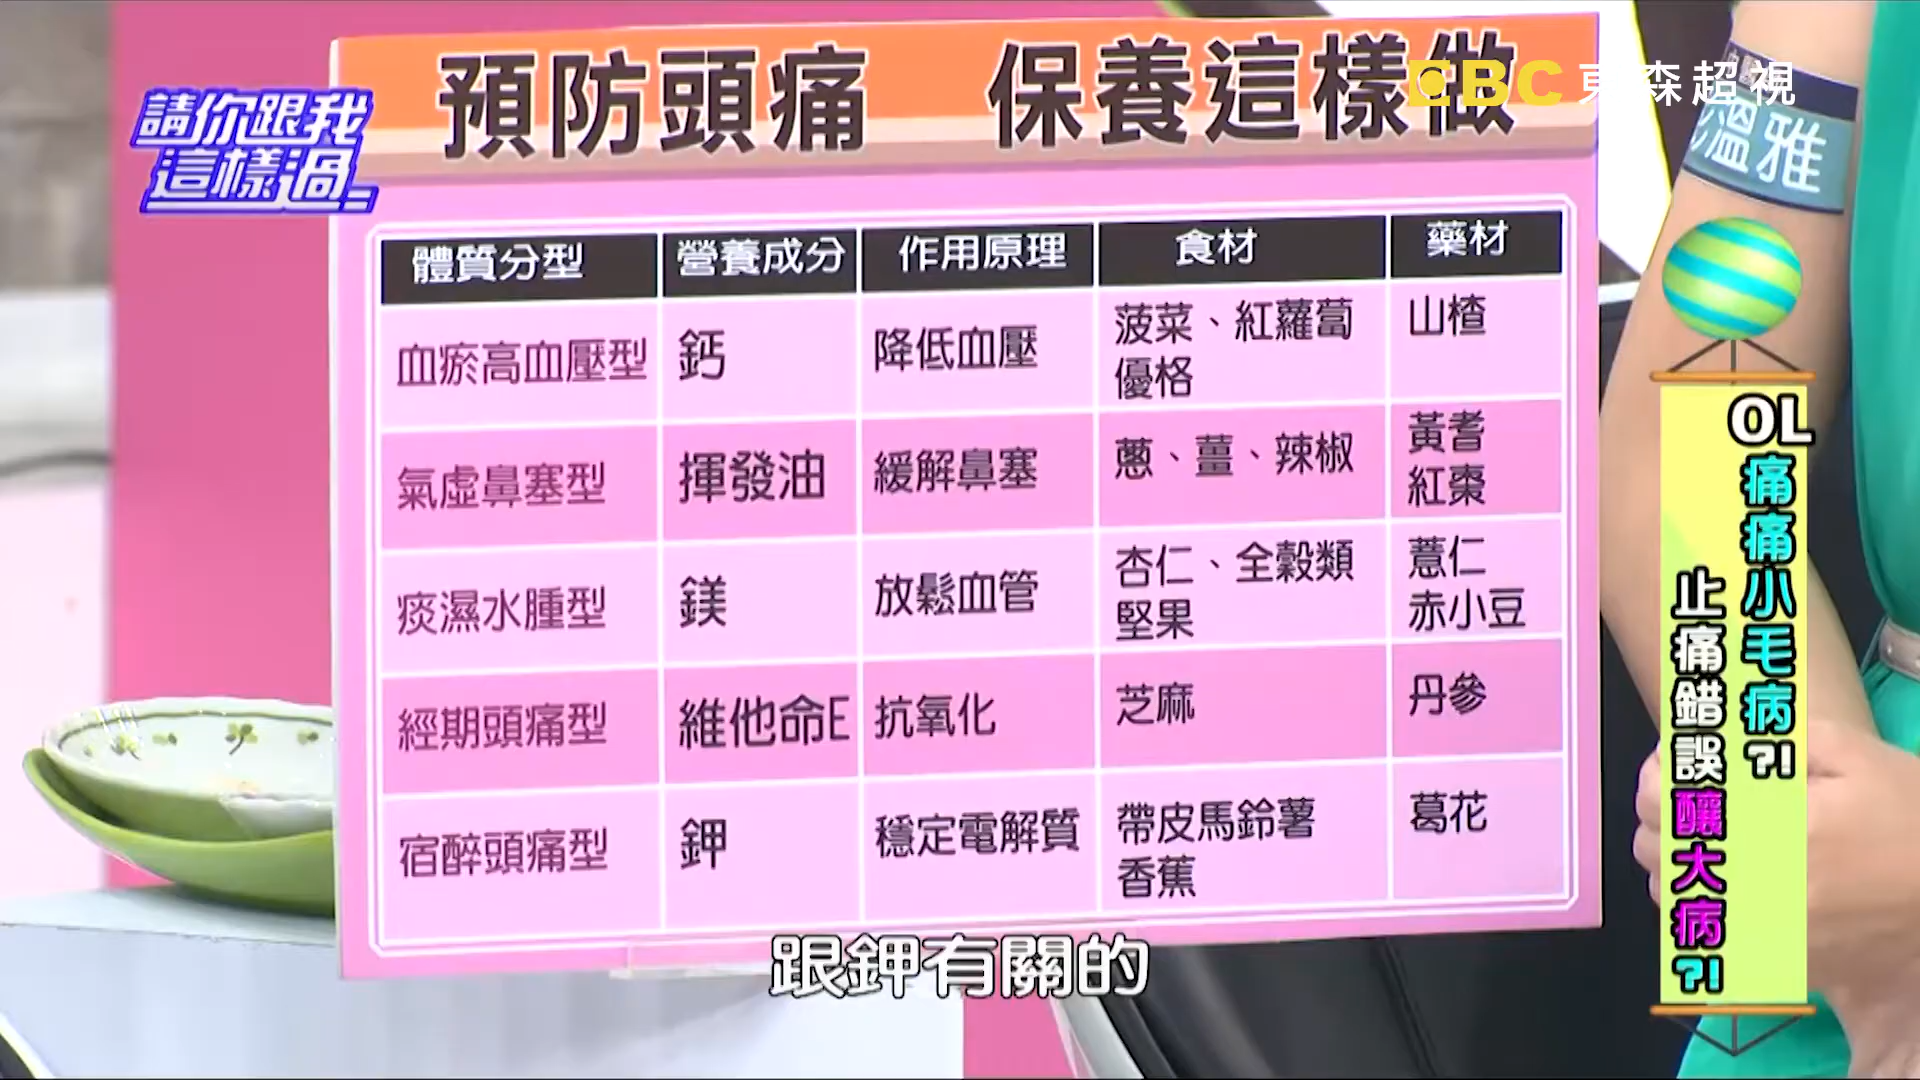 預防頭痛 保養這樣做
EBC 東森超視
請你跟我
這樣過
溫雅
體質分型 營養成分 作用原理 食材 藥材
血瘀高血壓型 鈣 降低血壓 菠菜、紅蘿蔔 山楂
優格
氣虛鼻塞型 揮發油 緩解鼻塞 蔥、薑、辣椒 黃耆
紅棗
痰濕水腫型 鎂 放鬆血管 杏仁、全穀類 薏仁
堅果 赤小豆
經期頭痛型 維他命E 抗氧化 芝麻 丹參
宿醉頭痛型 鉀 穩定電解質 帶皮馬鈴薯 葛花
香蕉
OL痛痛小毛病?!
止痛錯誤釀大病?!
跟鉀有關的